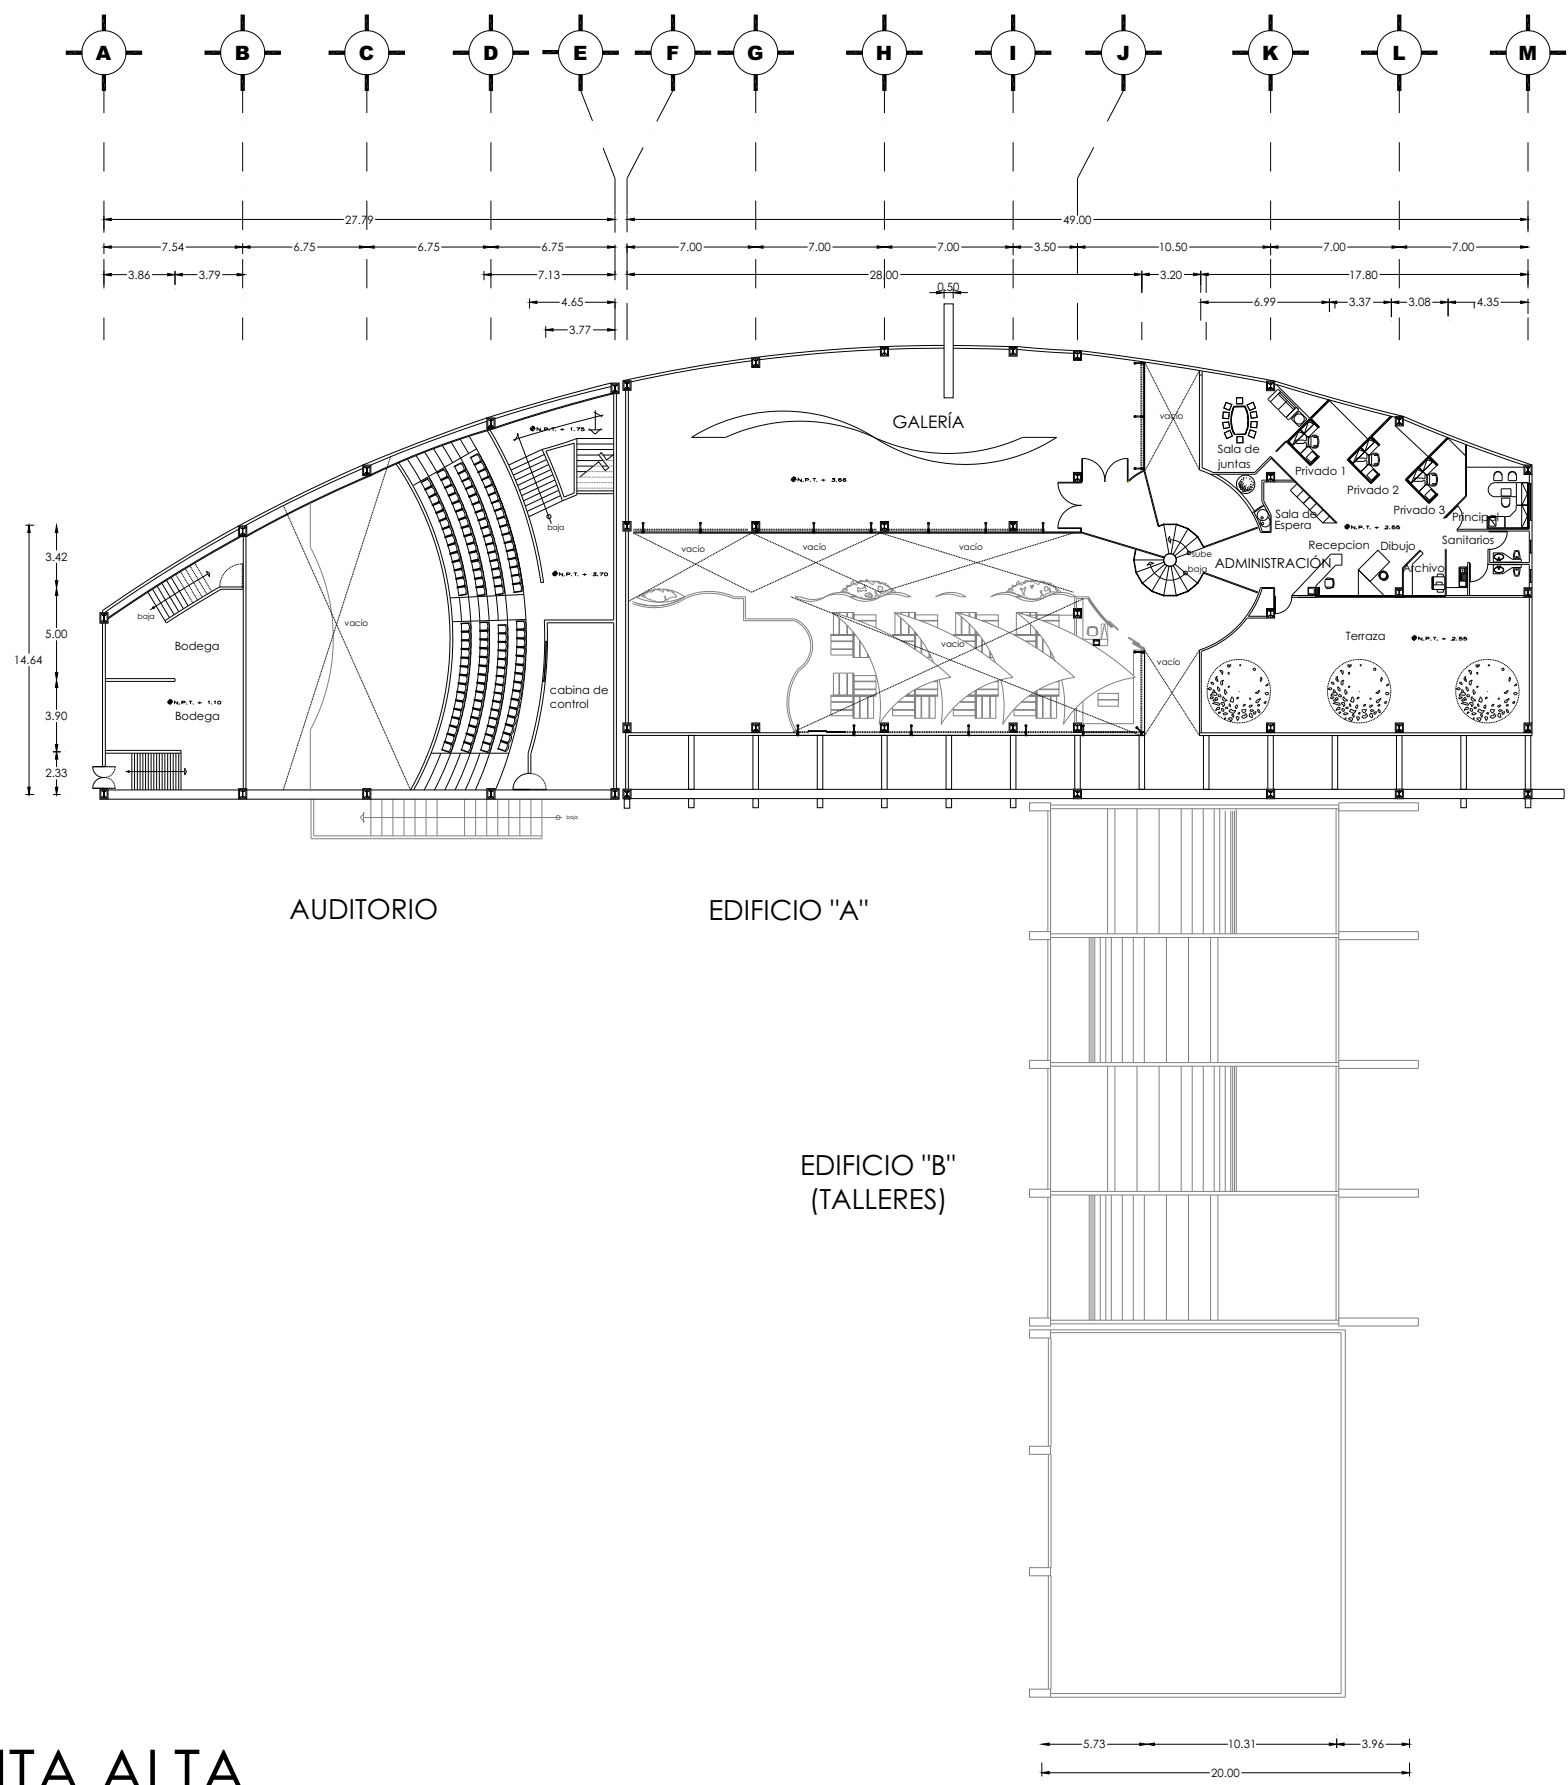 A B C D E F G H I J K L M
27.79 49.00
7.54 6.75 6.75 6.75 7.00 7.00 7.00 3.50 10.50 7.00 7.00
3.86 3.79 7.13 28.00 3.20 17.80
0.50
4.65 6.99 3.37 3.08 4.35
3.77
GALERÍA
vacío
N.P.T. + 1.75
Sala de
juntas
Privado 1
N.P.T. + 3.66
Privado 2
Privado 3
Principal
baja
Sala de
Espera
N.P.T. + 2.55
Sanitarios
3.42
vacío vacío vacío
Recepcion Dibujo
sube
baja
ADMINISTRACIÓN
Archivo
N.P.T. + 3.70
baja
vacío
5.00
Bodega
Terraza N.P.T. + 2.55
vacío
14.64
vacío
cabina de
control
N.P.T. + 1.10
3.90
Bodega
2.33
baja
AUDITORIO EDIFICIO "A"
EDIFICIO "B"
(TALLERES)
5.73 10.31 3.96
20.00
NTA ALTA